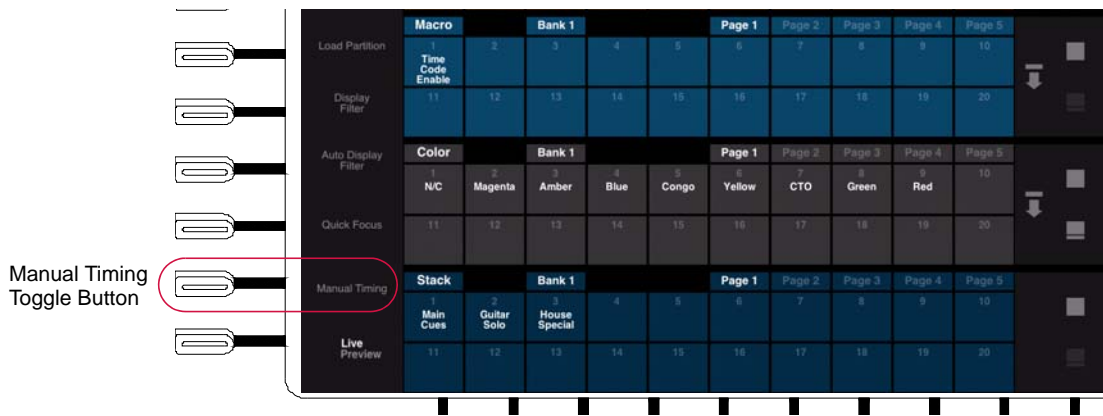 Macro Bank 1 Page 1 Page 2 Page 3 Page 4 Page 5
Load Partition
1 2 3 4 5 6 7 8 9 10
Time
Code
Enable
Display
Filter
11 12 13 14 15 16 17 18 19 20
Auto Display
Filter
Color Bank 1 Page 1 Page 2 Page 3 Page 4 Page 5
1 2 3 4 5 6 7 8 9 10
N/C Magenta Amber Blue Congo Yellow CTO Green Red
Quick Focus
11 12 13 14 15 16 17 18 19 20
Manual Timing
Toggle Button
Manual Timing
Stack Bank 1 Page 1 Page 2 Page 3 Page 4 Page 5
1 2 3 4 5 6 7 8 9 10
Main Guitar House
Cues Solo Special
Live
Preview
11 12 13 14 15 16 17 18 19 20